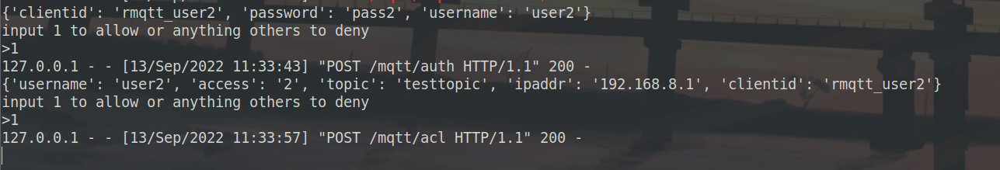 {'clientid': 'rmqtt_user2', 'password': 'pass2', 'username': 'user2'}
input 1 to allow or anything others to deny
>1
127.0.0.1 - - [13/Sep/2022 11:33:43] "POST /mqtt/auth HTTP/1.1" 200 -
{'username': 'user2', 'access': '2', 'topic': 'testtopic', 'ipaddr': '192.168.8.1', 'clientid': 'rmqtt_user2'}
input 1 to allow or anything others to deny
>1
127.0.0.1 - - [13/Sep/2022 11:33:57] "POST /mqtt/acl HTTP/1.1" 200 -